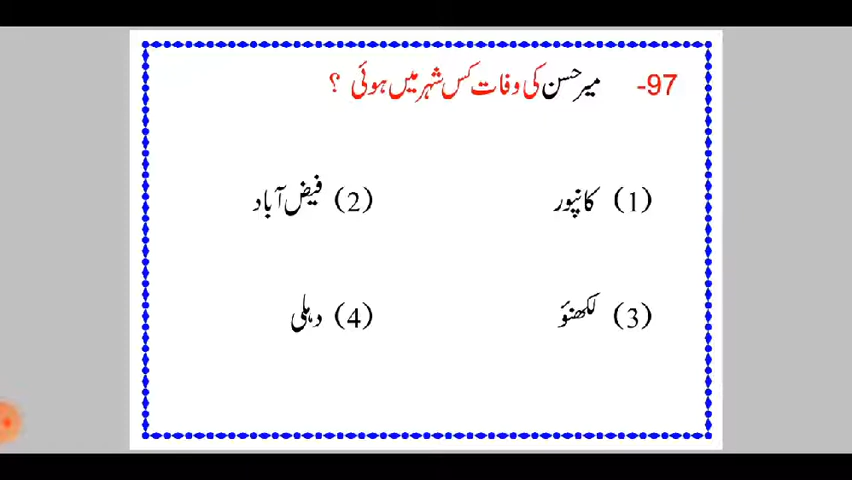 97- میر حسن کی وفات کس شہر میں ہوئی ؟
(1) کانپور (2) فیض آباد
(3) لکھنؤ (4) دہلی